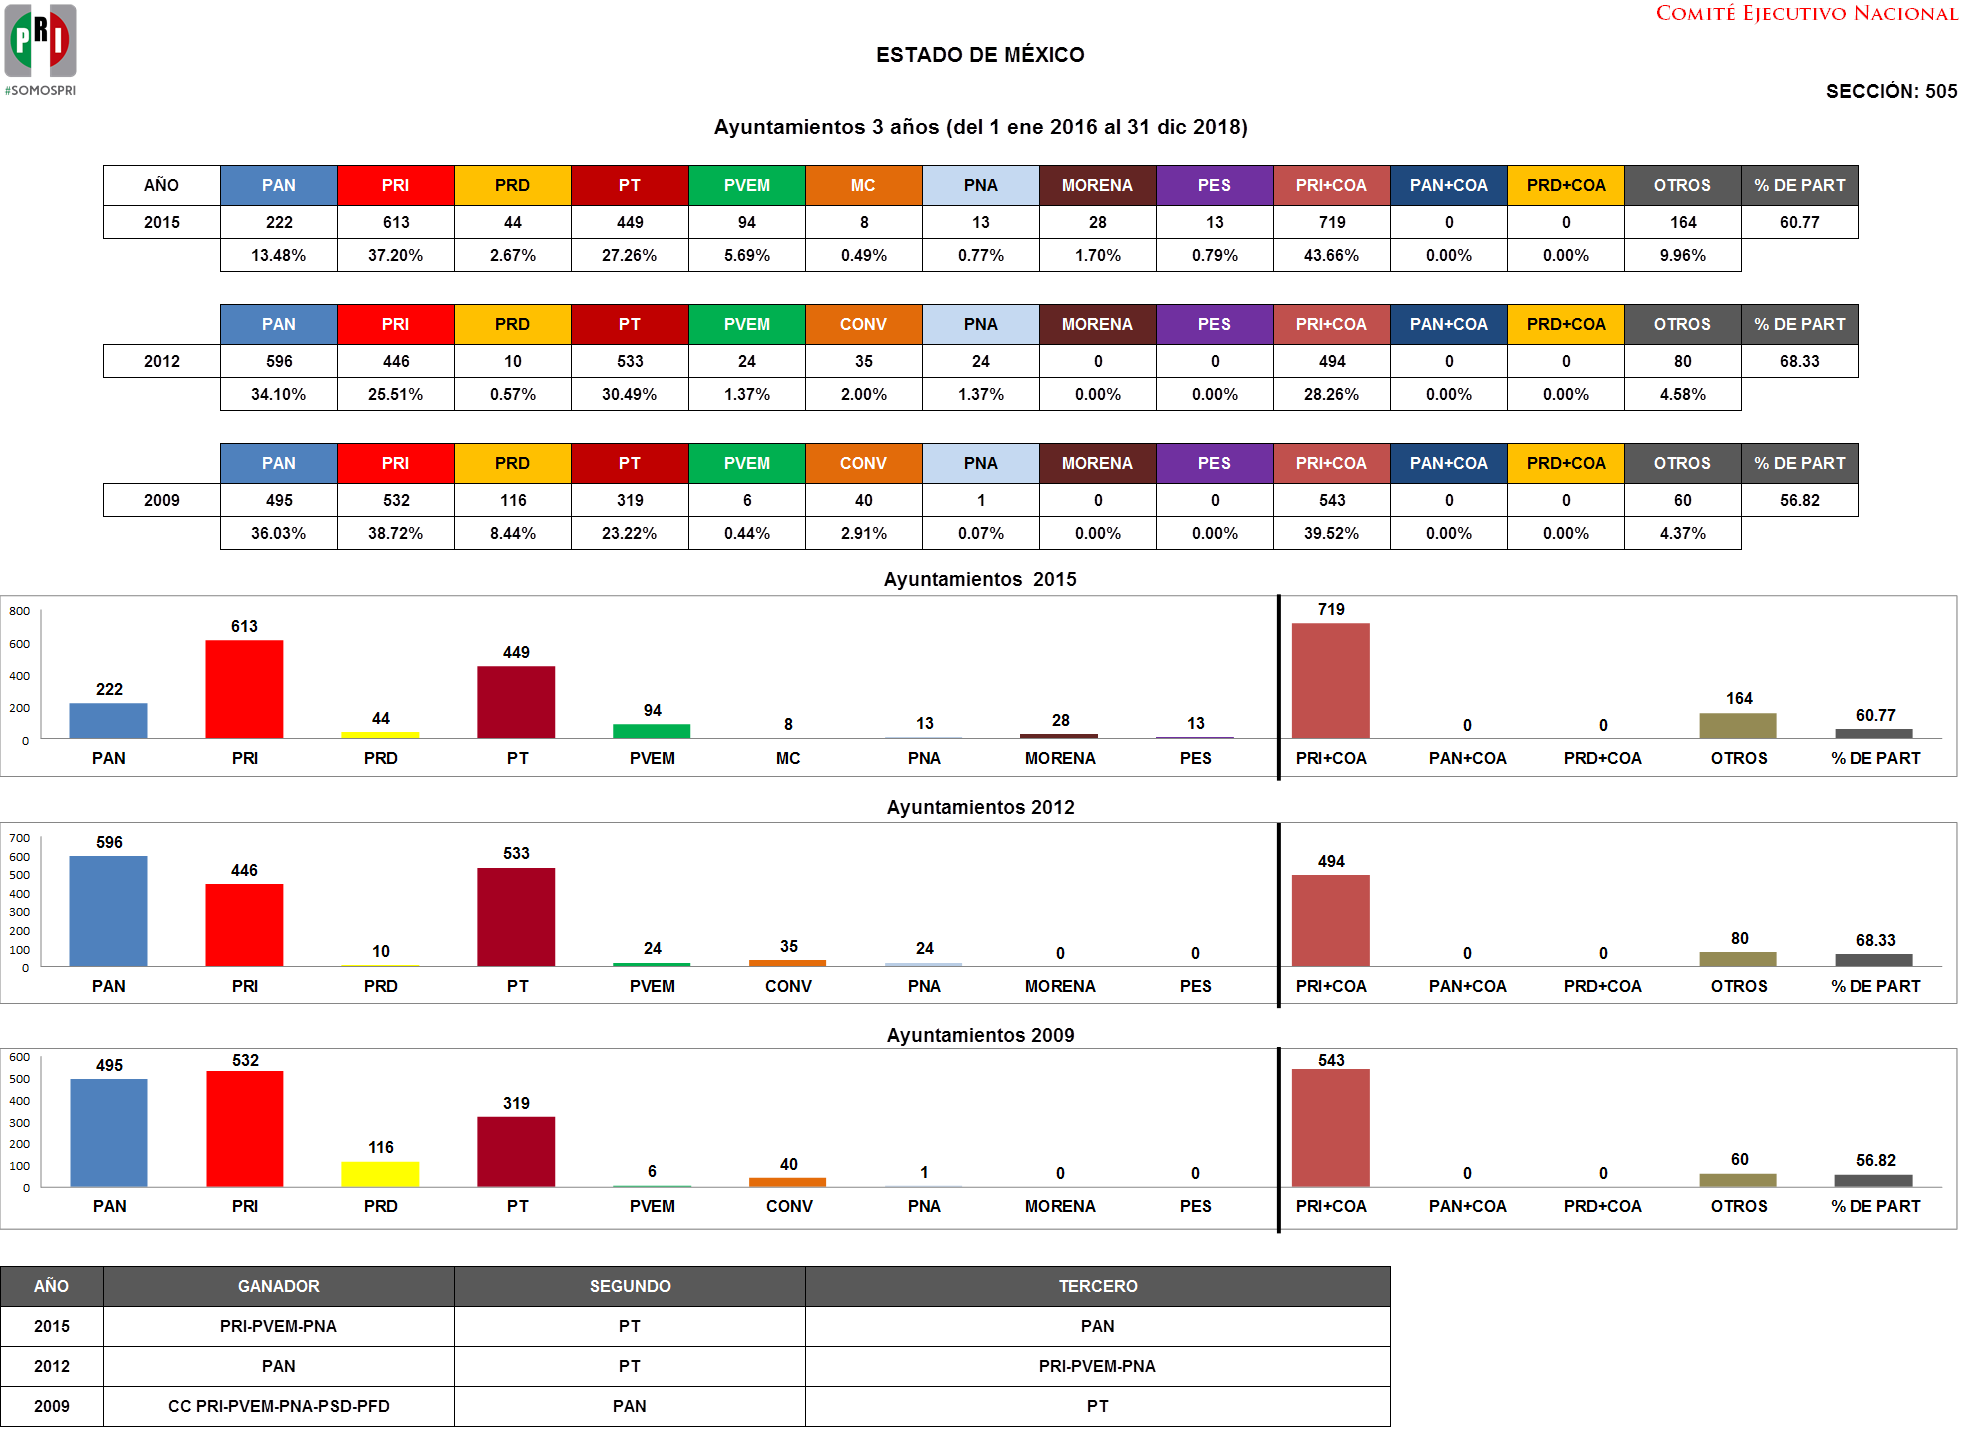 PRI
#SOMOSPRI
COMITÉ EJECUTIVO NACIONAL
ESTADO DE MÉXICO
SECCIÓN: 505
Ayuntamientos 3 años (del 1 ene 2016 al 31 dic 2018)
AÑO PAN PRI PRD PT PVEM MC PNA MORENA PES PRI+COA PAN+COA PRD+COA OTROS % DE PART
2015 222 613 44 449 94 8 13 28 13 719 0 0 164 60.77
13.48% 37.20% 2.67% 27.26% 5.69% 0.49% 0.77% 1.70% 0.79% 43.66% 0.00% 0.00% 9.96%
PAN PRI PRD PT PVEM CONV PNA MORENA PES PRI+COA PAN+COA PRD+COA OTROS % DE PART
2012 596 446 10 533 24 35 24 0 0 494 0 0 80 68.33
34.10% 25.51% 0.57% 30.49% 1.37% 2.00% 1.37% 0.00% 0.00% 28.26% 0.00% 0.00% 4.58%
PAN PRI PRD PT PVEM CONV PNA MORENA PES PRI+COA PAN+COA PRD+COA OTROS % DE PART
2009 495 532 116 319 6 40 1 0 0 543 0 0 60 56.82
36.03% 38.72% 8.44% 23.22% 0.44% 2.91% 0.07% 0.00% 0.00% 39.52% 0.00% 0.00% 4.37%
Ayuntamientos 2015
800
600
400
200
0
222 613 44 449 94 8 13 28 13 719 0 0 164 60.77
PAN PRI PRD PT PVEM MC PNA MORENA PES PRI+COA PAN+COA PRD+COA OTROS % DE PART
Ayuntamientos 2012
700
600
500
400
300
200
100
0
596 446 10 533 24 35 24 0 0 494 0 0 80 68.33
PAN PRI PRD PT PVEM CONV PNA MORENA PES PRI+COA PAN+COA PRD+COA OTROS % DE PART
Ayuntamientos 2009
600
500
400
300
200
100
0
495 532 116 319 6 40 1 0 0 543 0 0 60 56.82
PAN PRI PRD PT PVEM CONV PNA MORENA PES PRI+COA PAN+COA PRD+COA OTROS % DE PART
AÑO GANADOR SEGUNDO TERCERO
2015 PRI-PVEM-PNA PT PAN
2012 PAN PT PRI-PVEM-PNA
2009 CC PRI-PVEM-PNA-PSD-PFD PAN PT